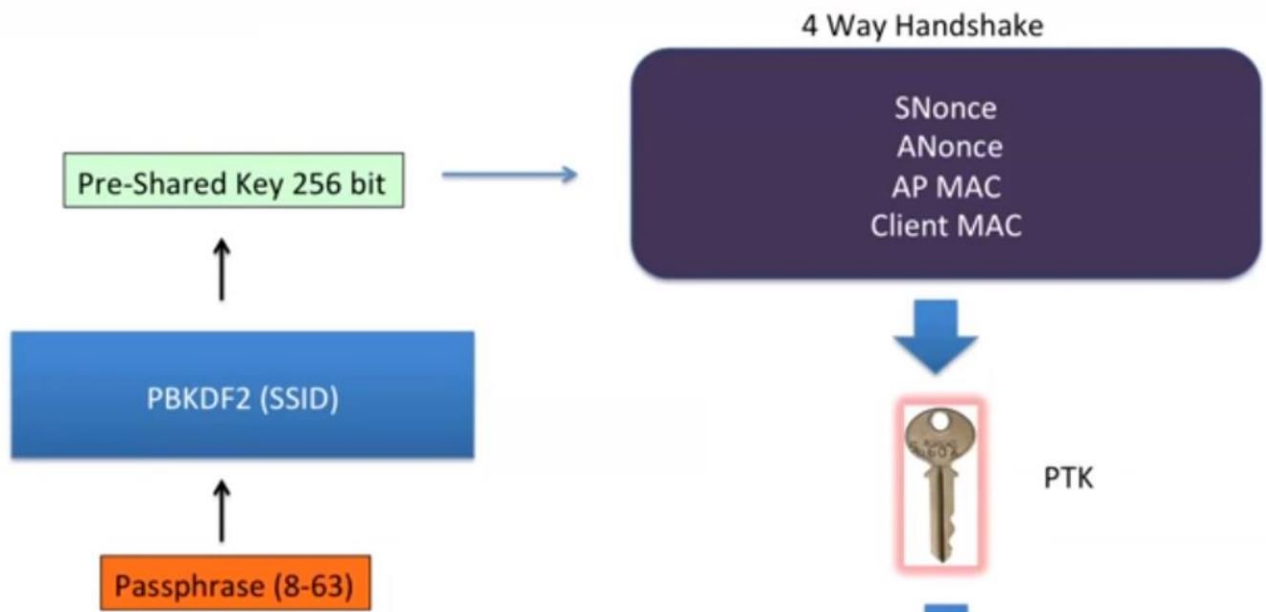 4 Way Handshake
SNonce
ANonce
AP MAC
Client MAC
Pre-Shared Key 256 bit
PBKDF2 (SSID)
PTK
Passphrase (8-63)